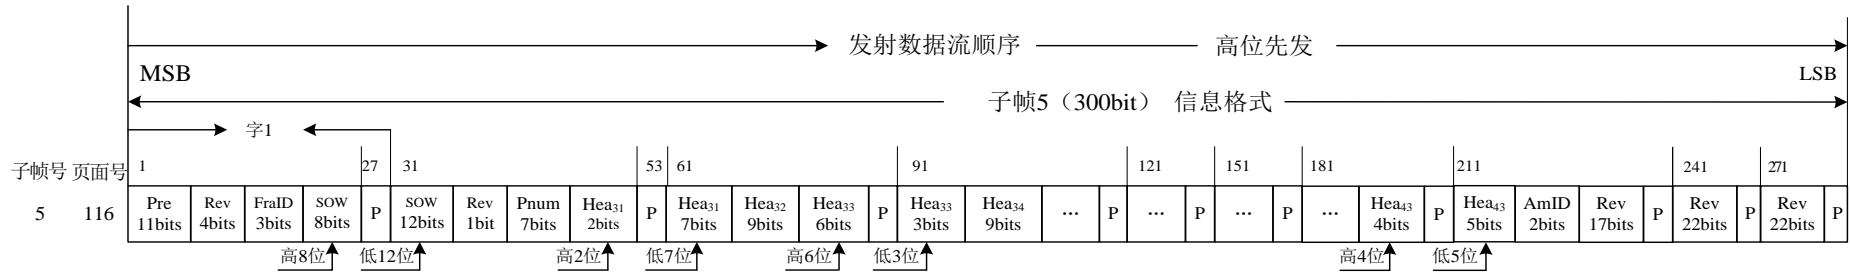 发射数据流顺序 高位先发
MSB LSB
子帧5（300bit） 信息格式
字1
子帧号 页面号 1 27 31 53 61 91 121 151 181 211 241 271
5 116
Pre 11bits
Rev 4bits
FraID 3bits
SOW 8bits
P
SOW 12bits
Rev 1bit
Pnum 7bits
Hea₃₁ 2bits
P
Hea₃₁ 7bits
Hea₃₂ 9bits
Hea₃₃ 6bits
P
Hea₃₃ 3bits
Hea₃₄ 9bits
…
P
…
P
…
P
…
Hea₄₃ 4bits
P
Hea₄₃ 5bits
AmID 2bits
Rev 17bits
P
Rev 22bits
P
Rev 22bits
P
高8位 低12位 高2位 低7位 高6位 低3位 高4位 低5位